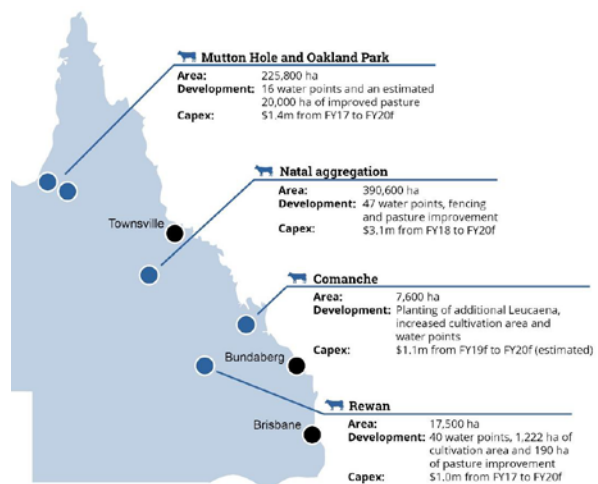 Mutton Hole and Oakland Park
Area: 225,800 ha
Development: 16 water points and an estimated
20,000 ha of improved pasture
Capex: $1.4m from FY17 to FY20f
Natal aggregation
Area: 390,600 ha
Development: 47 water points, fencing
and pasture improvement
Capex: $3.1m from FY18 to FY20f
Townsville
Comanche
Area: 7,600 ha
Development: Planting of additional Leucaena,
increased cultivation area and
water points
Capex: $1.1m from FY19f to FY20f (estimated)
Bundaberg
Rewan
Area: 17,500 ha
Development: 40 water points, 1,222 ha of
cultivation area and 190 ha
of pasture improvement
Capex: $1.0m from FY17 to FY20f
Brisbane